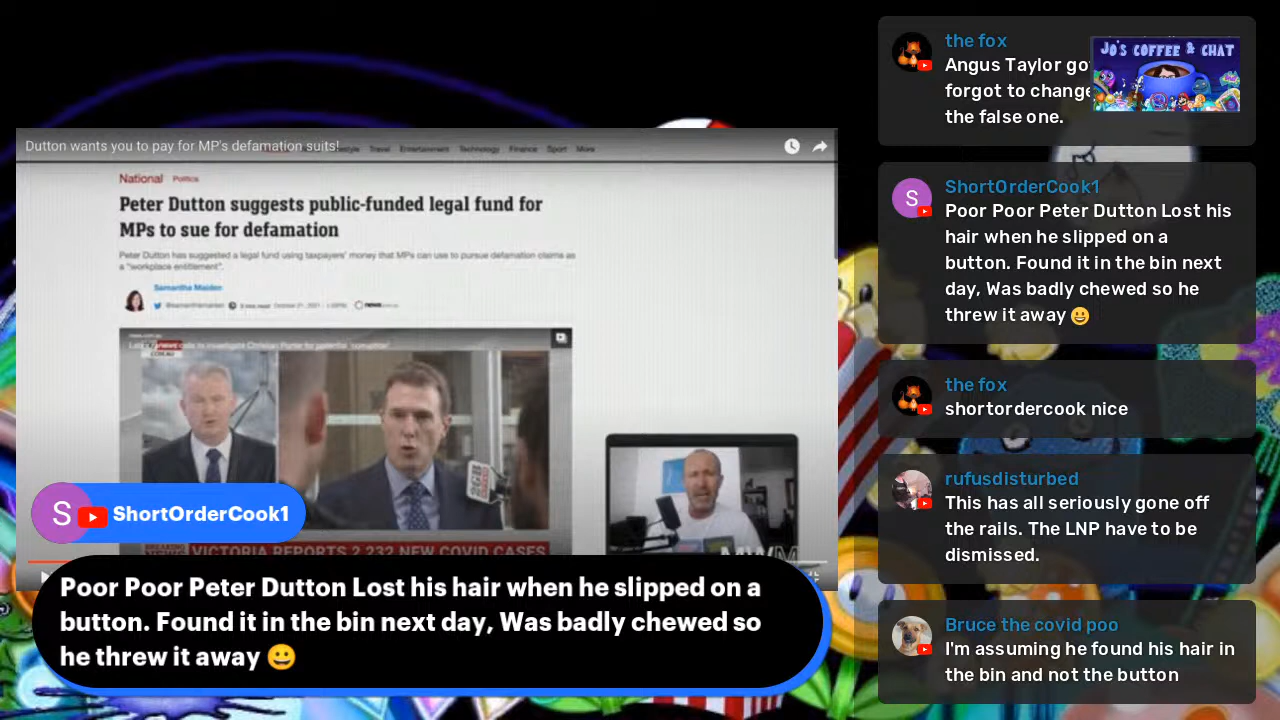 Dutton wants you to pay for MP's defamation suits!
Travel Entertainment Technology Finance Sport More
National Politics
Peter Dutton suggests public-funded legal fund for
MPs to sue for defamation
Peter Dutton has suggested a legal fund using taxpayers' money that MPs can use to pursue defamation claims as
a "workplace entitlement".
Samantha Maiden
2GB
VICTORIA REPORTS 2,232 NEW COVID CASES
MWM
S ShortOrderCook1
Poor Poor Peter Dutton Lost his hair when he slipped on a
button. Found it in the bin next day, Was badly chewed so
he threw it away 😀
the fox
Angus Taylor go
forgot to change
the false one.
JO'S COFFEE & CHAT
S
ShortOrderCook1
Poor Poor Peter Dutton Lost his
hair when he slipped on a
button. Found it in the bin next
day, Was badly chewed so he
threw it away 😀
the fox
shortordercook nice
rufusdisturbed
This has all seriously gone off
the rails. The LNP have to be
dismissed.
Bruce the covid poo
I'm assuming he found his hair in
the bin and not the button